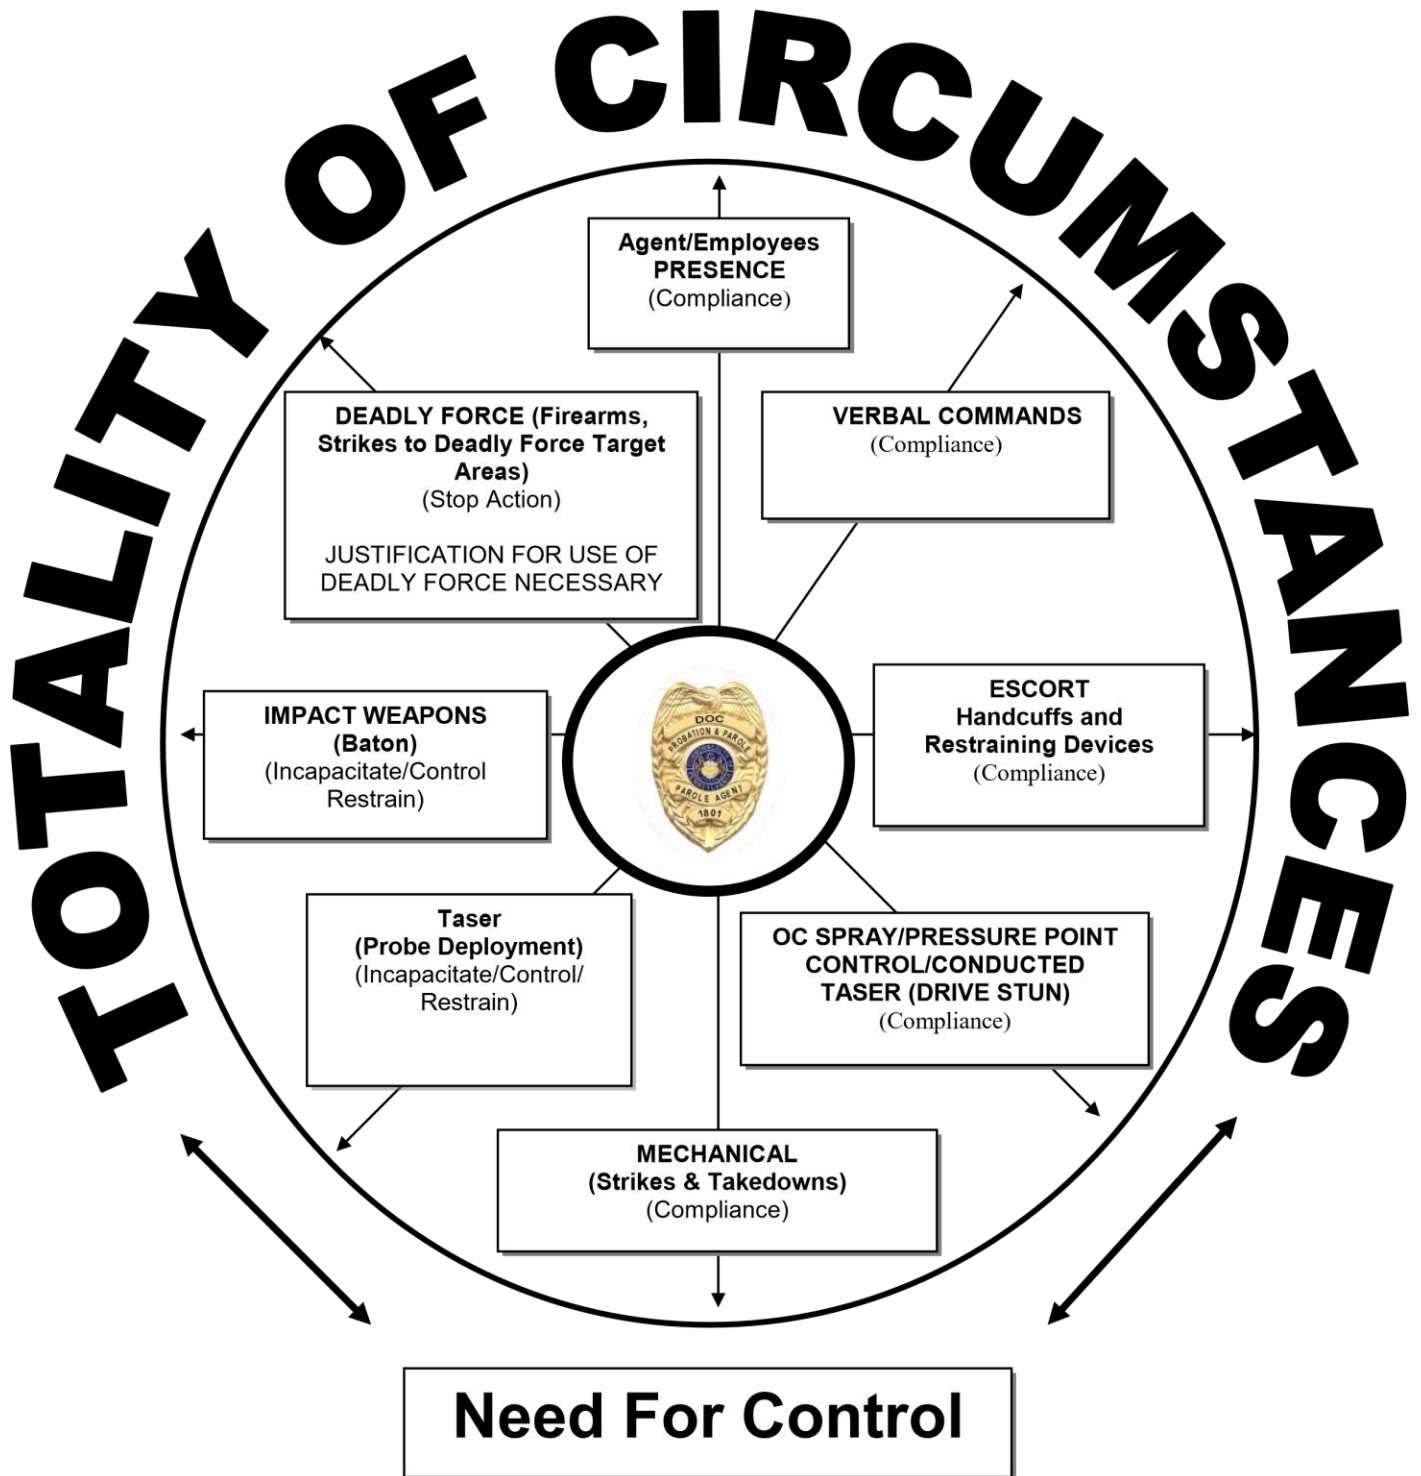 TOTALITY OF CIRCUMSTANCES
Agent/Employees
PRESENCE
(Compliance)
VERBAL COMMANDS
(Compliance)
ESCORT
Handcuffs and
Restraining Devices
(Compliance)
OC SPRAY/PRESSURE POINT
CONTROL/CONDUCTED
TASER (DRIVE STUN)
(Compliance)
MECHANICAL
(Strikes & Takedowns)
(Compliance)
Taser
(Probe Deployment)
(Incapacitate/Control/
Restrain)
IMPACT WEAPONS
(Baton)
(Incapacitate/Control
Restrain)
DEADLY FORCE (Firearms,
Strikes to Deadly Force Target
Areas)
(Stop Action)
JUSTIFICATION FOR USE OF
DEADLY FORCE NECESSARY
DOC
PROBATION & PAROLE
PAROLE AGENT
1801
Need For Control